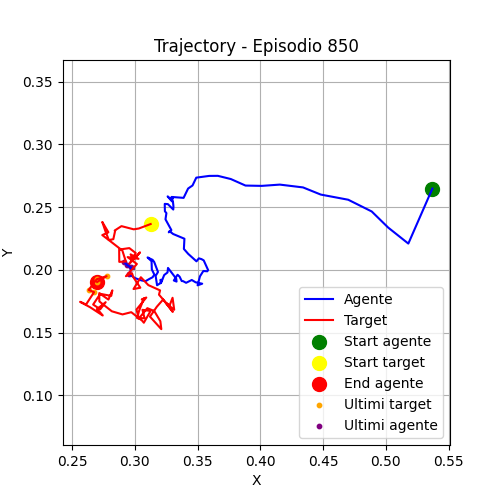 Trajectory - Episodio 850
Y
0.35
0.30
0.25
0.20
0.15
0.10
0.25
0.30
0.35
0.40
0.45
0.50
0.55
X
Agente
Target
Start agente
Start target
End agente
Ultimi target
Ultimi agente